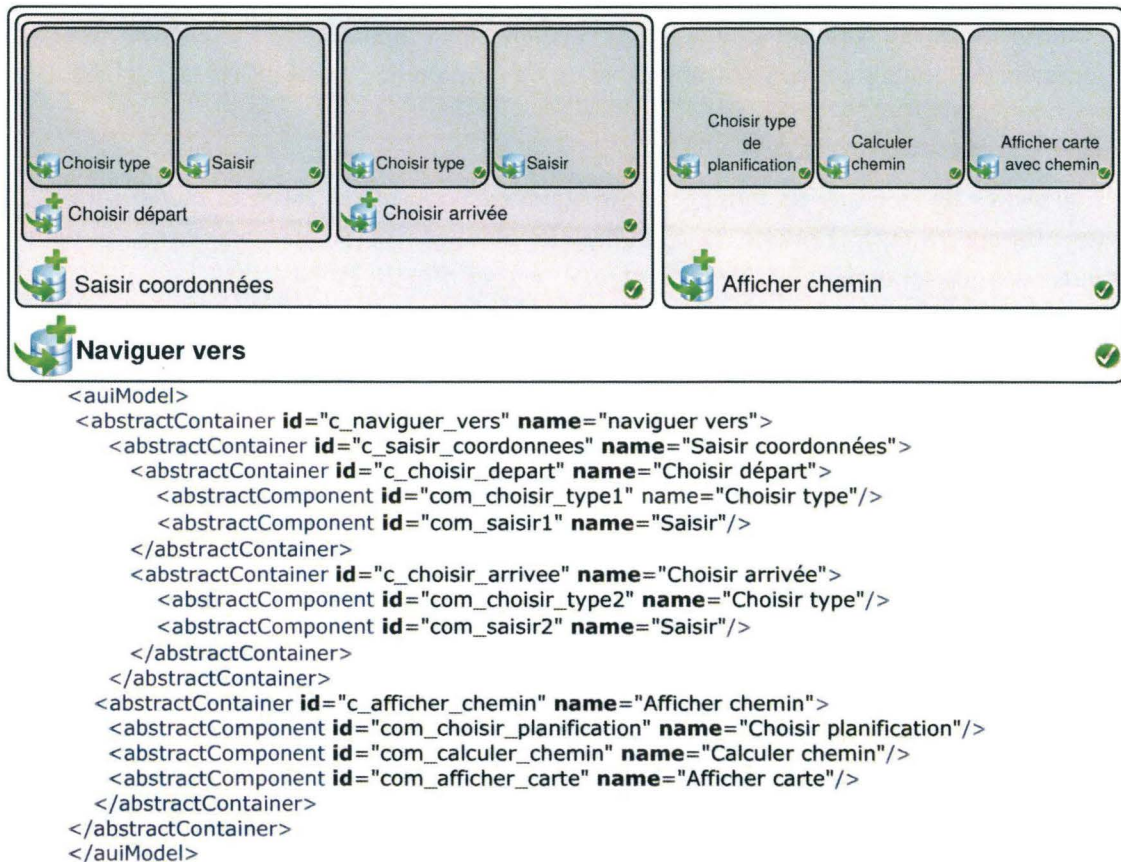 Choisir type
Saisir
Choisir type
Saisir
Choisir départ
Choisir arrivée
Saisir coordonnées
Choisir type
de
planification
Calculer
chemin
Afficher carte
avec chemin
Afficher chemin
Naviguer vers
<auiModel>
<abstractContainer id="c_naviguer_vers" name="naviguer vers">
<abstractContainer id="c_saisir_coordonnees" name="Saisir coordonnées">
<abstractContainer id="c_choisir_depart" name="Choisir départ">
<abstractComponent id="com_choisir_type1" name="Choisir type"/>
<abstractComponent id="com_saisir1" name="Saisir"/>
</abstractContainer>
<abstractContainer id="c_choisir_arrivee" name="Choisir arrivée">
<abstractComponent id="com_choisir_type2" name="Choisir type"/>
<abstractComponent id="com_saisir2" name="Saisir"/>
</abstractContainer>
</abstractContainer>
<abstractContainer id="c_afficher_chemin" name="Afficher chemin">
<abstractComponent id="com_choisir_planification" name="Choisir planification"/>
<abstractComponent id="com_calculer_chemin" name="Calculer chemin"/>
<abstractComponent id="com_afficher_carte" name="Afficher carte"/>
</abstractContainer>
</abstractContainer>
</auiModel>